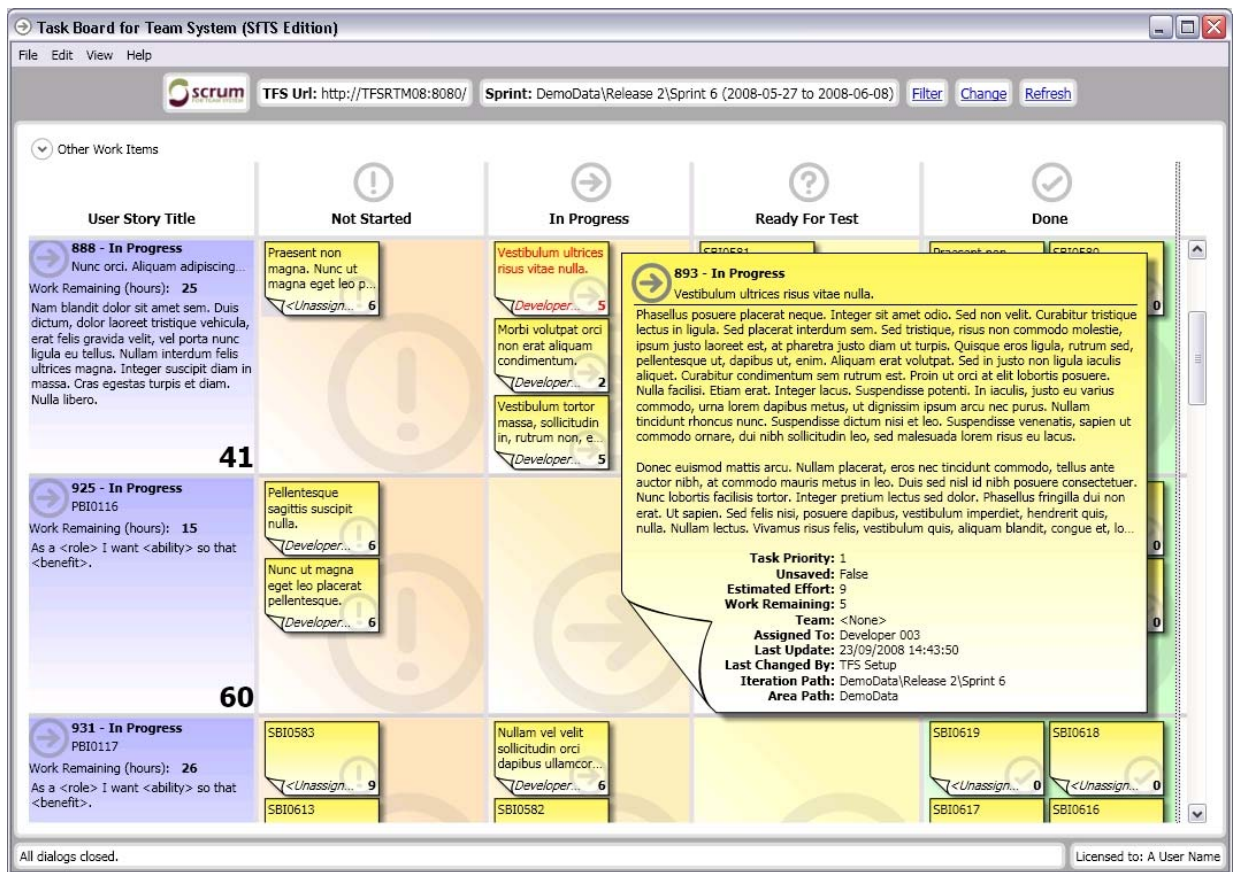 Task Board for Team System (SfTS Edition)
File Edit View Help
scrum
FOR TEAM SYSTEM
TFS Url: http://TFSRTM08:8080/
Sprint: DemoData\Release 2\Sprint 6 (2008-05-27 to 2008-06-08)
Filter Change Refresh
Other Work Items
User Story Title
Not Started
In Progress
Ready For Test
Done
888 - In Progress
Nunc orci. Aliquam adipiscing...
Work Remaining (hours): 25
Nam blandit dolor sit amet sem. Duis
dictum, dolor laoreet tristique vehicula,
erat felis gravida velit, vel porta nunc
ligula eu tellus. Nullam interdum felis
ultrices magna. Integer suscipit diam in
massa. Cras egestas turpis et diam.
Nulla libero.
41
Praesent non
magna. Nunc ut
magna eget leo p...
<Unassign... 6
Vestibulum ultrices
risus vitae nulla.
Developer... 5
Morbi volutpat orci
non erat aliquam
condimentum.
Developer... 2
Vestibulum tortor
massa, sollicitudin
in, rutrum non, e...
Developer... 5
SBI0581
Praesent non
SBI0580
0
893 - In Progress
Vestibulum ultrices risus vitae nulla.
Phasellus posuere placerat neque. Integer sit amet odio. Sed non velit. Curabitur tristique
lectus in ligula. Sed placerat interdum sem. Sed tristique, risus non commodo molestie,
ipsum justo laoreet est, at pharetra justo diam ut turpis. Quisque eros ligula, rutrum sed,
pellentesque ut, dapibus ut, enim. Aliquam erat volutpat. Sed in justo non ligula iaculis
aliquet. Curabitur condimentum sem rutrum est. Proin ut orci at elit lobortis posuere.
Nulla facilisi. Etiam erat. Integer lacus. Suspendisse potenti. In iaculis, justo eu varius
commodo, urna lorem dapibus metus, ut dignissim ipsum arcu nec purus. Nullam
tincidunt rhoncus nunc. Suspendisse dictum nisi et leo. Suspendisse venenatis, sapien ut
commodo ornare, dui nibh sollicitudin leo, sed malesuada lorem risus eu lacus.
Donec euismod mattis arcu. Nullam placerat, eros nec tincidunt commodo, tellus ante
auctor nibh, at commodo mauris metus in leo. Duis sed nisl id nibh posuere consectetuer.
Nunc lobortis facilisis tortor. Integer pretium lectus sed dolor. Phasellus fringilla dui non
erat. Ut sapien. Sed felis nisi, posuere dapibus, vestibulum imperdiet, hendrerit quis,
nulla. Nullam lectus. Vivamus risus felis, vestibulum quis, aliquam blandit, congue et, lo...
Task Priority: 1
Unsaved: False
Estimated Effort: 9
Work Remaining: 5
Team: <None>
Assigned To: Developer 003
Last Update: 23/09/2008 14:43:50
Last Changed By: TFS Setup
Iteration Path: DemoData\Release 2\Sprint 6
Area Path: DemoData
925 - In Progress
PBI0116
Work Remaining (hours): 15
As a <role> I want <ability> so that
<benefit>.
60
Pellentesque
sagittis suscipit
nulla.
Developer... 6
Nunc ut magna
eget leo placerat
pellentesque.
Developer... 6
0
0
931 - In Progress
PBI0117
Work Remaining (hours): 26
As a <role> I want <ability> so that
<benefit>.
SBI0583
<Unassign... 9
SBI0613
Nullam vel velit
sollicitudin orci
dapibus ullamcor...
Developer... 6
SBI0582
SBI0619
<Unassign... 0
SBI0618
<Unassign... 0
SBI0617
SBI0616
All dialogs closed.
Licensed to: A User Name